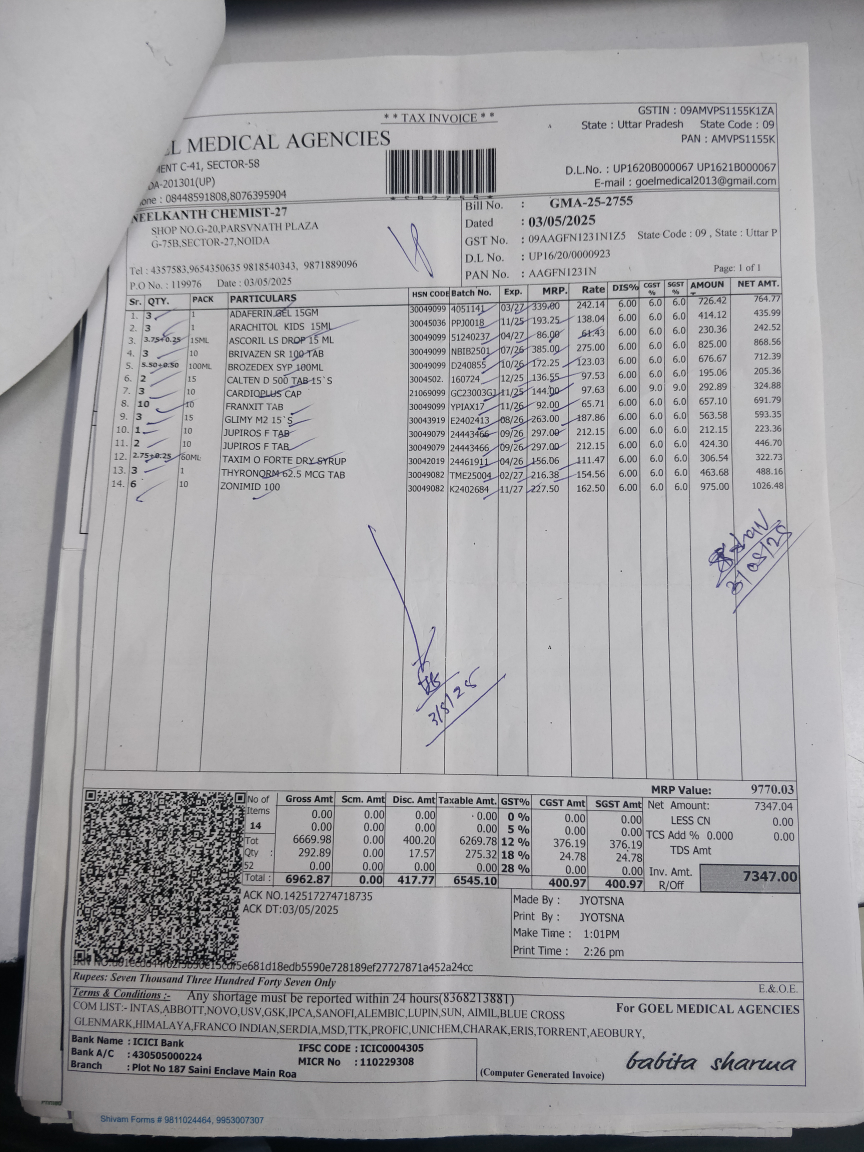 * * TAX INVOICE * *
GSTIN : 09AMVPS1155K1ZA
State : Uttar Pradesh State Code : 09
PAN : AMVPS1155K
EL MEDICAL AGENCIES
MENT C-41, SECTOR-58
DA-201301(UP)
one : 08448591808,8076395904
D.L.No. : UP1620B000067 UP1621B000067
E-mail : goelmedical2013@gmail.com
NEELKANTH CHEMIST-27
SHOP NO.G-20,PARSVNATH PLAZA
G-75B,SECTOR-27,NOIDA
Tel : 4357583,9654350635 9818540343, 9871889096
P.O No. : 119976 Date : 03/05/2025
Bill No. : GMA-25-2755
Dated : 03/05/2025
GST No. : 09AAGFN1231N1Z5 State Code : 09 , State : Uttar P
D.L No. : UP16/20/0000923
PAN No. : AAGFN1231N
Page: 1 of 1
Sr. QTY. PACK PARTICULARS HSN CODE Batch No. Exp. MRP. Rate DIS% CGST % SGST % AMOUN NET AMT.
1. 3 1 ADAFERIN GEL 15GM 30049099 4051141 03/27 339.00 242.14 6.00 6.0 6.0 726.42 764.77
2. 3 1 ARACHITOL KIDS 15ML 30045036 PPJ0018 11/25 193.25 138.04 6.00 6.0 6.0 414.12 435.99
3. 3.75+0.25 15ML ASCORIL LS DROP 15 ML 30049099 51240237 04/27 86.00 61.43 6.00 6.0 6.0 230.36 242.52
4. 3 10 BRIVAZEN SR 100 TAB 30049099 NBIB2501 07/26 385.00 275.00 6.00 6.0 6.0 825.00 868.56
5. 5.50+0.50 100ML BROZEDEX SYP 100ML 30049099 D240855 10/26 172.25 123.03 6.00 6.0 6.0 676.67 712.39
6. 2 15 CALTEN D 500 TAB 15`S 3004502. 160724 12/25 136.55 97.53 6.00 6.0 6.0 195.06 205.36
7. 3 10 CARDIOPLUS CAP 21069099 GC23003G1 11/25 144.00 97.63 6.00 9.0 9.0 292.89 324.88
8. 10 10 FRANXIT TAB 30049099 YPIAX17 11/26 92.00 65.71 6.00 6.0 6.0 657.10 691.79
9. 3 15 GLIMY M2 15`S 30043919 E2402413 08/26 263.00 187.86 6.00 6.0 6.0 563.58 593.35
10. 1 10 JUPIROS F TAB 30049079 24443466 09/26 297.00 212.15 6.00 6.0 6.0 212.15 223.36
11. 2 10 JUPIROS F TAB 30049079 24443466 09/26 297.00 212.15 6.00 6.0 6.0 424.30 446.70
12. 2.75+0.25 60ML TAXIM O FORTE DRY SYRUP 30042019 24461911 04/26 156.06 111.47 6.00 6.0 6.0 306.54 322.73
13. 3 1 THYRONORM 62.5 MCG TAB 30049082 TME25004 02/27 216.38 154.56 6.00 6.0 6.0 463.68 488.16
14. 6 10 ZONIMID 100 30049082 K2402684 11/27 227.50 162.50 6.00 6.0 6.0 975.00 1026.48
3/05/25
3/5/25
MRP Value: 9770.03
No of Items 14 Tot Qty : 52
Gross Amt Scm. Amt Disc. Amt Taxable Amt. GST% CGST Amt SGST Amt
0.00 0.00 0.00 0.00 0 % 0.00 0.00
0.00 0.00 0.00 0.00 5 % 0.00 0.00
6669.98 0.00 400.20 6269.78 12 % 376.19 376.19
292.89 0.00 17.57 275.32 18 % 24.78 24.78
0.00 0.00 0.00 0.00 28 % 0.00 0.00
Total : 6962.87 0.00 417.77 6545.10 400.97 400.97
Net Amount: 7347.04
LESS CN 0.00
TCS Add % 0.000 0.00
TDS Amt
Inv. Amt. R/Off 7347.00
ACK NO.142517274718735
ACK DT:03/05/2025
Made By : JYOTSNA
Print By : JYOTSNA
Make Time : 1:01PM
Print Time : 2:26 pm
Rupees: Seven Thousand Three Hundred Forty Seven Only
E.& O.E.
Terms & Conditions :- Any shortage must be reported within 24 hours(8368213881)
COM LIST:- INTAS,ABBOTT,NOVO,USV,GSK,IPCA,SANOFI,ALEMBIC,LUPIN,SUN, AIMIL,BLUE CROSS
GLENMARK,HIMALAYA,FRANCO INDIAN,SERDIA,MSD,TTK,PROFIC,UNICHEM,CHARAK,ERIS,TORRENT,AEOBURY,
For GOEL MEDICAL AGENCIES
Bank Name : ICICI Bank
Bank A/C : 430505000224
Branch : Plot No 187 Saini Enclave Main Roa
IFSC CODE : ICIC0004305
MICR No : 110229308
(Computer Generated Invoice)
babita sharma
Shivam Forms # 9811024464, 9953007307